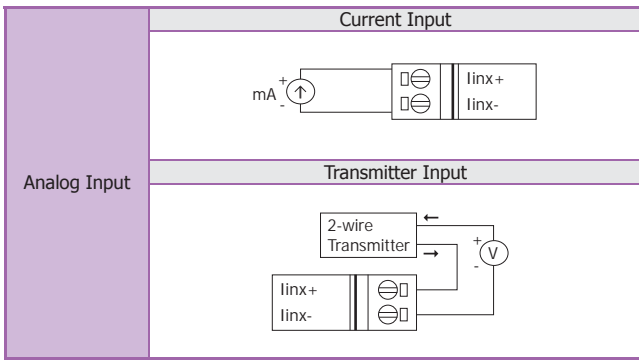 Current Input
mA
+
-
Iinx+
Iinx-
Analog Input
Transmitter Input
2-wire
Transmitter
+
V
-
Iinx+
Iinx-